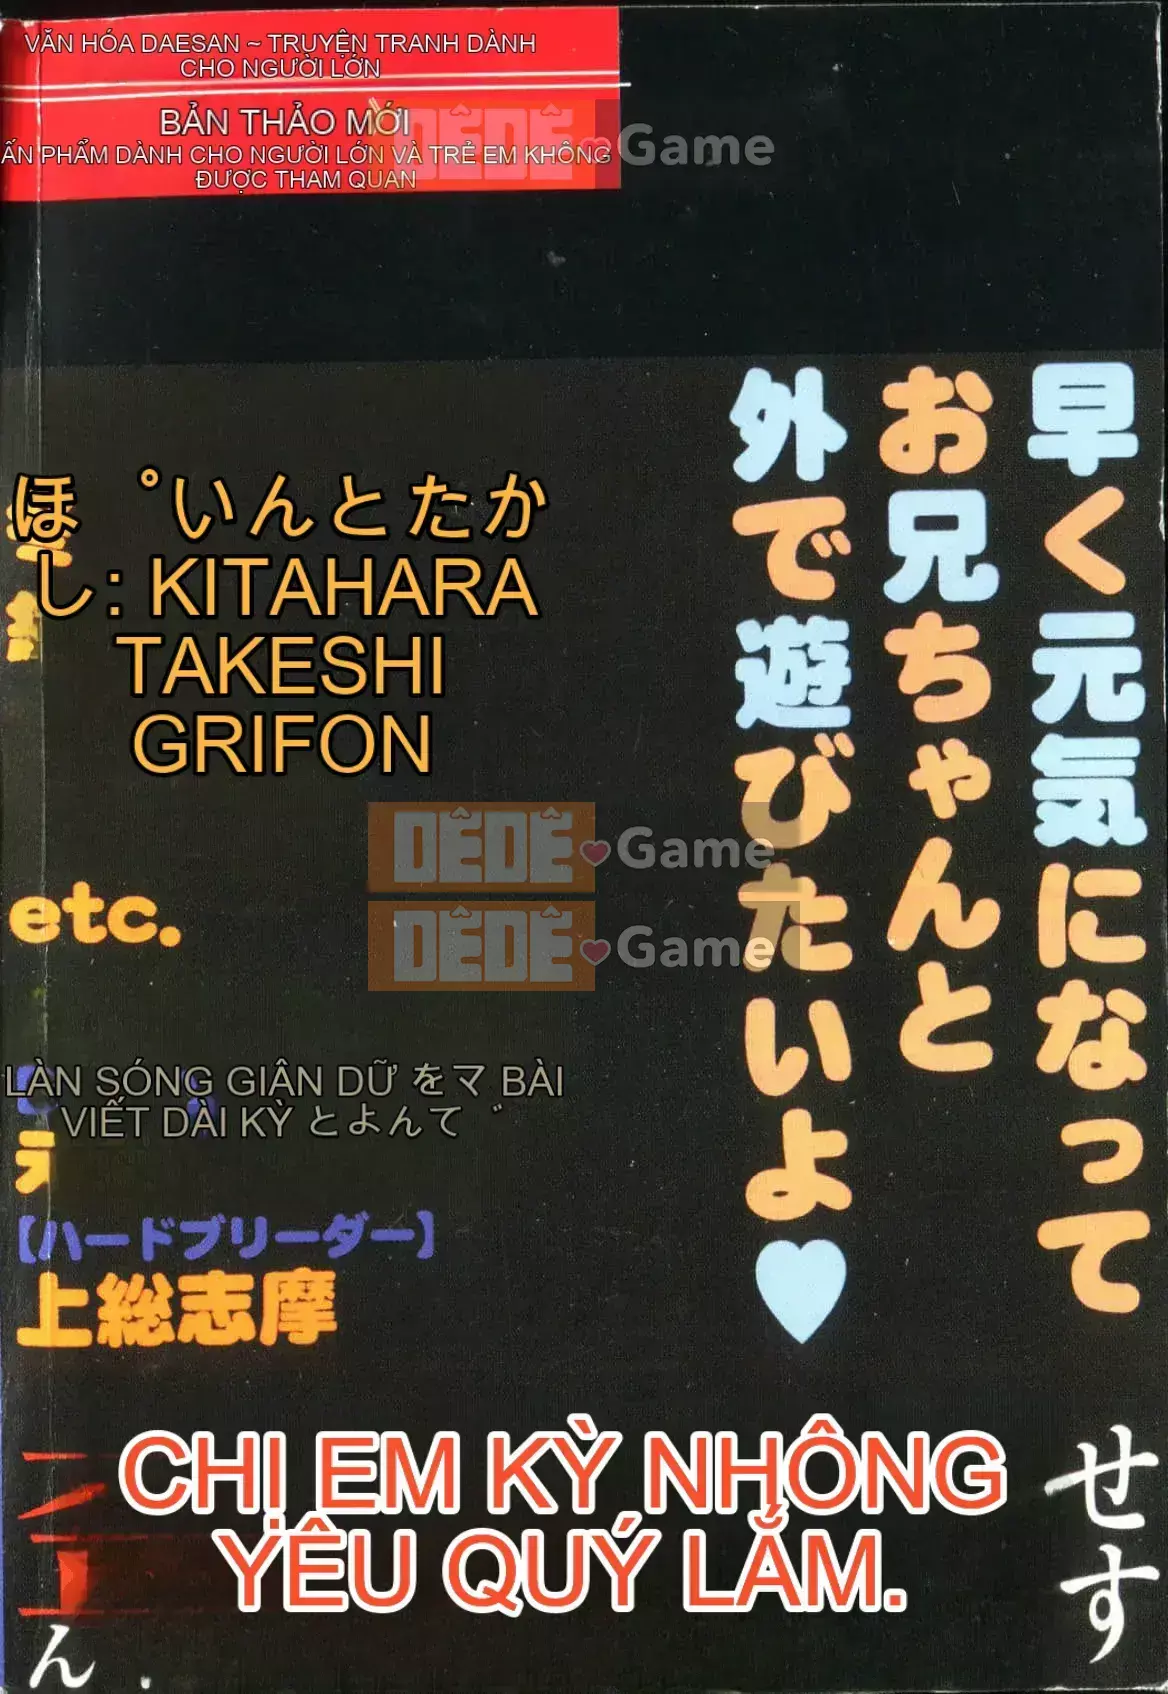 VĂN HÓA DAESAN ~ TRUYỆN TRANH DÀNH
CHO NGƯỜI LỚN
BẢN THẢO MỚI
ẤN PHẨM DÀNH CHO NGƯỜI LỚN VÀ TRẺ EM KHÔNG
ĐƯỢC THAM QUAN
DÊDÊ Game
早く元気になって
お兄ちゃんと
外で遊びたいよ♥
ほ゜いんとたか
し: KITAHARA
TAKESHI
GRIFON
DÊDÊ Game
DÊDÊ Game
etc.
LÀN SÓNG GIẬN DỮ をマ BÀI
VIẾT DÀI KỲ とよんて゛
【ハードブリーダー】
上総志摩
CHỊ EM KỲ NHÔNG
YÊU QUÝ LẮM.
せす
ん.